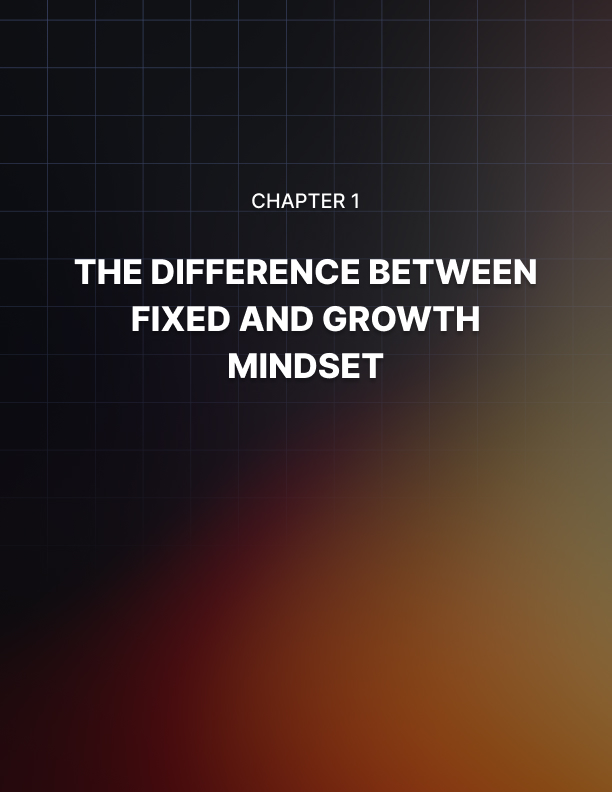 CHAPTER 1
THE DIFFERENCE BETWEEN
FIXED AND GROWTH
MINDSET